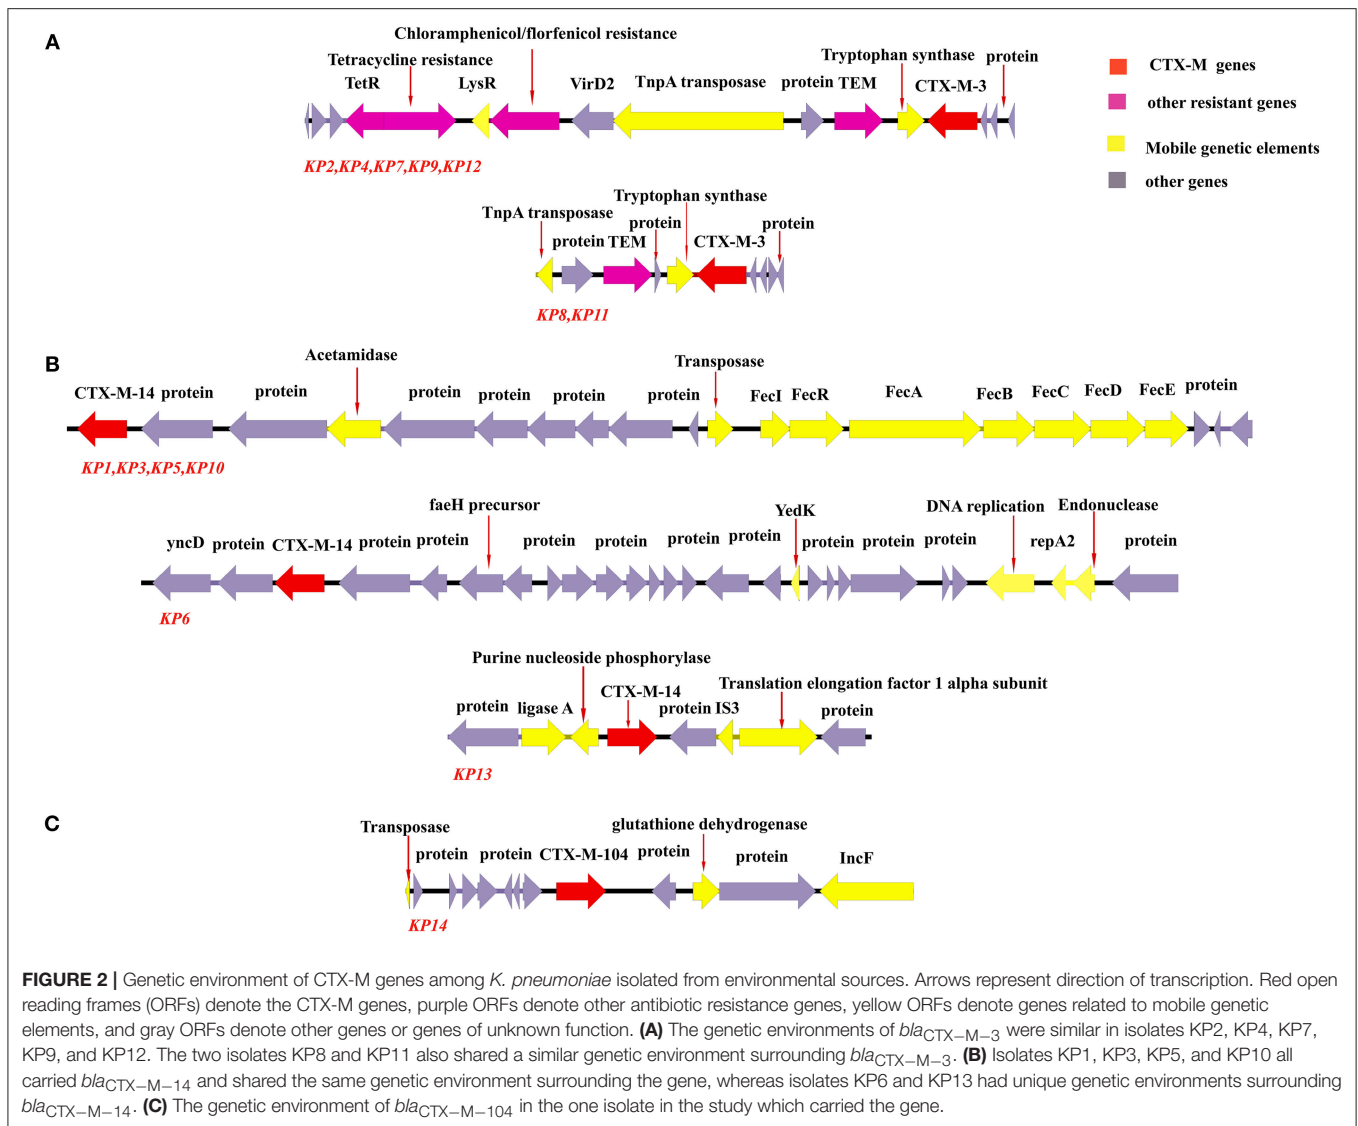 A
Chloramphenicol/florfenicol resistance
Tetracycline resistance
Tryptophan synthase
protein
TetR
LysR
VirD2
TnpA transposase
protein
TEM
CTX-M-3
KP2,KP4,KP7,KP9,KP12
CTX-M genes
other resistant genes
Mobile genetic elements
other genes
Tryptophan synthase
TnpA transposase
protein
protein
protein
TEM
CTX-M-3
KP8,KP11
B
Acetamidase
Transposase
CTX-M-14
protein
protein
protein
protein
protein
protein
FecI
FecR
FecA
FecB
FecC
FecD
FecE
protein
KP1,KP3,KP5,KP10
faeH precursor
YedK
DNA replication
Endonuclease
yncD
protein
CTX-M-14
protein
protein
protein
protein
protein
protein
protein
protein
protein
repA2
protein
KP6
Purine nucleoside phosphorylase
CTX-M-14
Translation elongation factor 1 alpha subunit
protein
ligase A
protein
IS3
protein
KP13
C
Transposase
glutathione dehydrogenase
protein
protein
CTX-M-104
protein
protein
IncF
KP14
FIGURE 2 | Genetic environment of CTX-M genes among K. pneumoniae isolated from environmental sources. Arrows represent direction of transcription. Red open
reading frames (ORFs) denote the CTX-M genes, purple ORFs denote other antibiotic resistance genes, yellow ORFs denote genes related to mobile genetic
elements, and gray ORFs denote other genes or genes of unknown function. (A) The genetic environments of blaCTX−M−3 were similar in isolates KP2, KP4, KP7,
KP9, and KP12. The two isolates KP8 and KP11 also shared a similar genetic environment surrounding blaCTX−M−3. (B) Isolates KP1, KP3, KP5, and KP10 all
carried blaCTX−M−14 and shared the same genetic environment surrounding the gene, whereas isolates KP6 and KP13 had unique genetic environments surrounding
blaCTX−M−14. (C) The genetic environment of blaCTX−M−104 in the one isolate in the study which carried the gene.